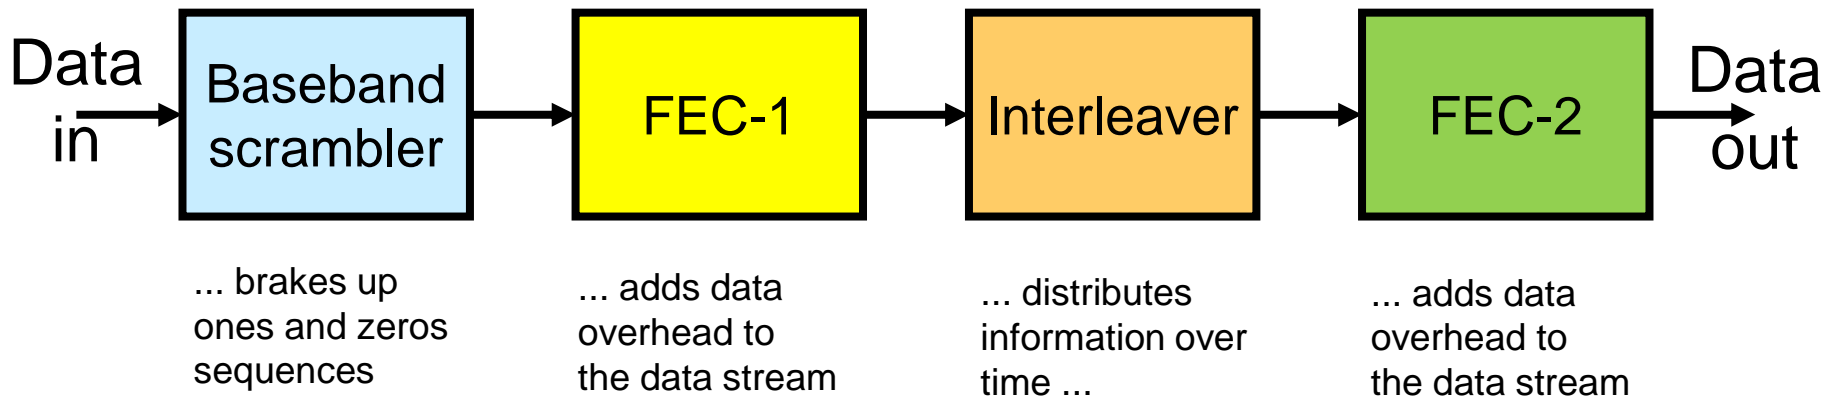 Data
in
Baseband
scrambler
FEC-1
Interleaver
FEC-2
Data
out
... brakes up
ones and zeros
sequences
... adds data
overhead to
the data stream
... distributes
information over
time ...
... adds data
overhead to
the data stream